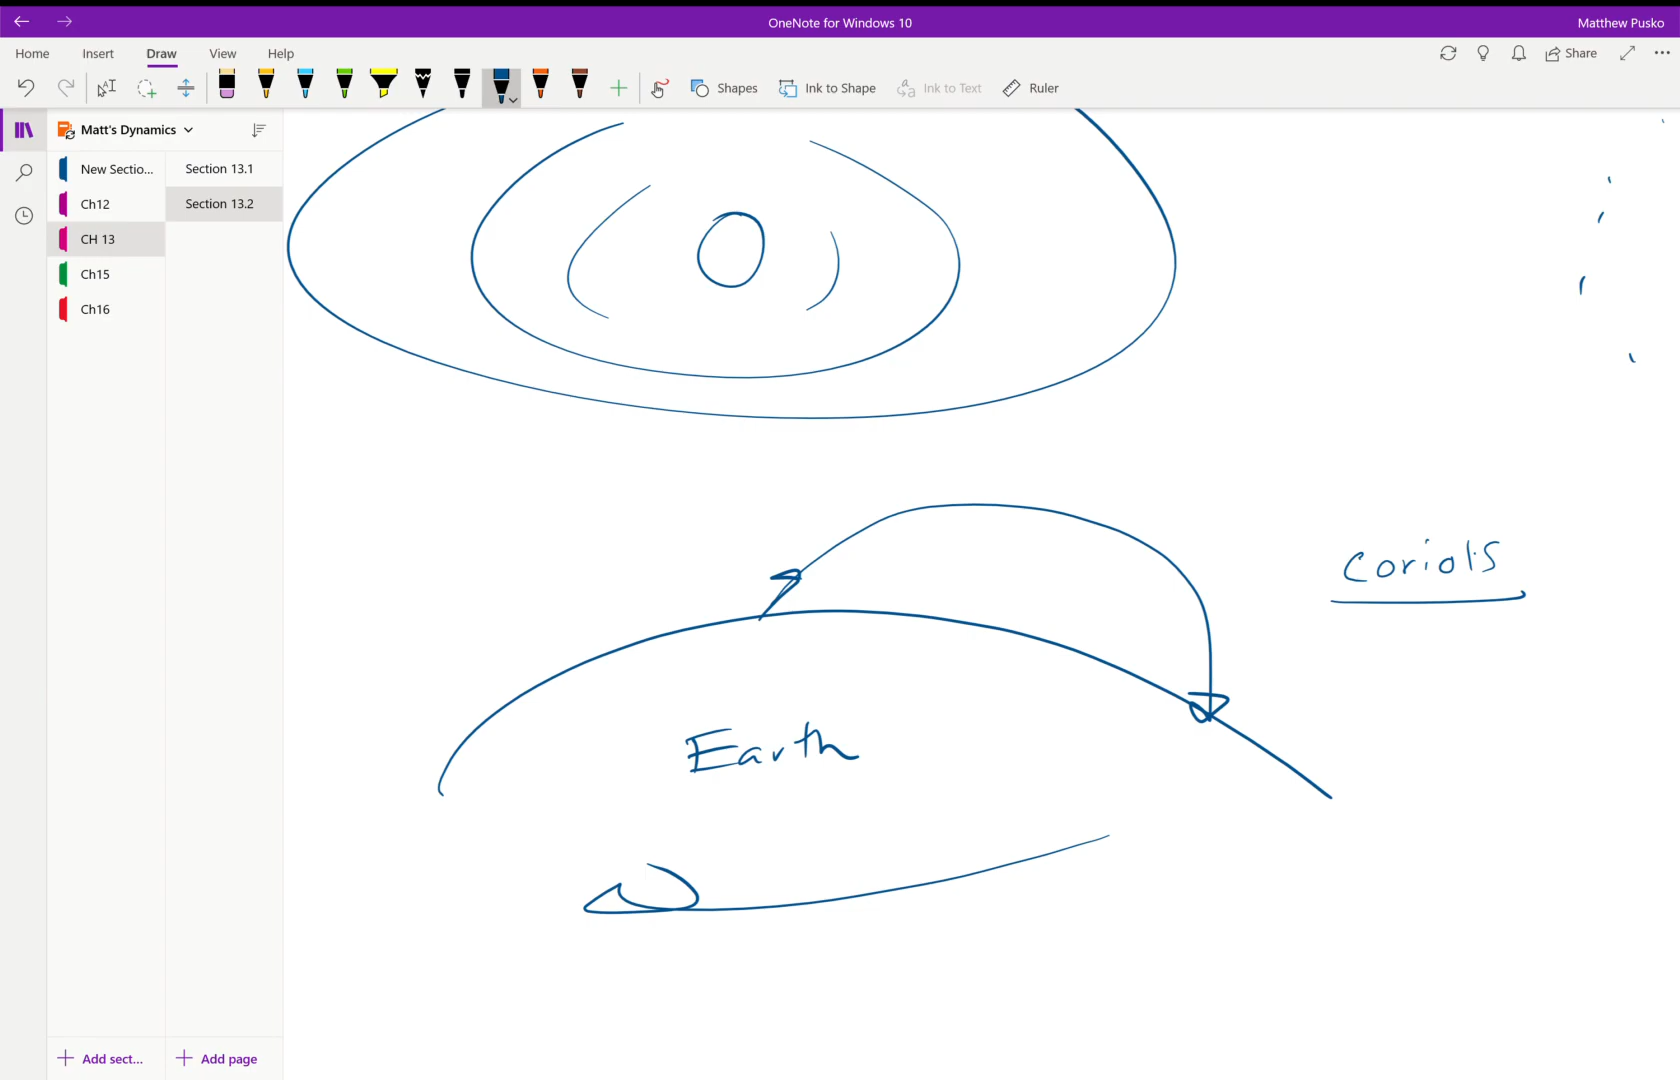 OneNote for Windows 10
Matthew Pusko
Home Insert Draw View Help
Share
Shapes
Ink to Shape
Ink to Text
Ruler
Matt's Dynamics
New Sectio...
Ch12
CH 13
Ch15
Ch16
Section 13.1
Section 13.2
Coriolis
Earth
Add sect...
Add page